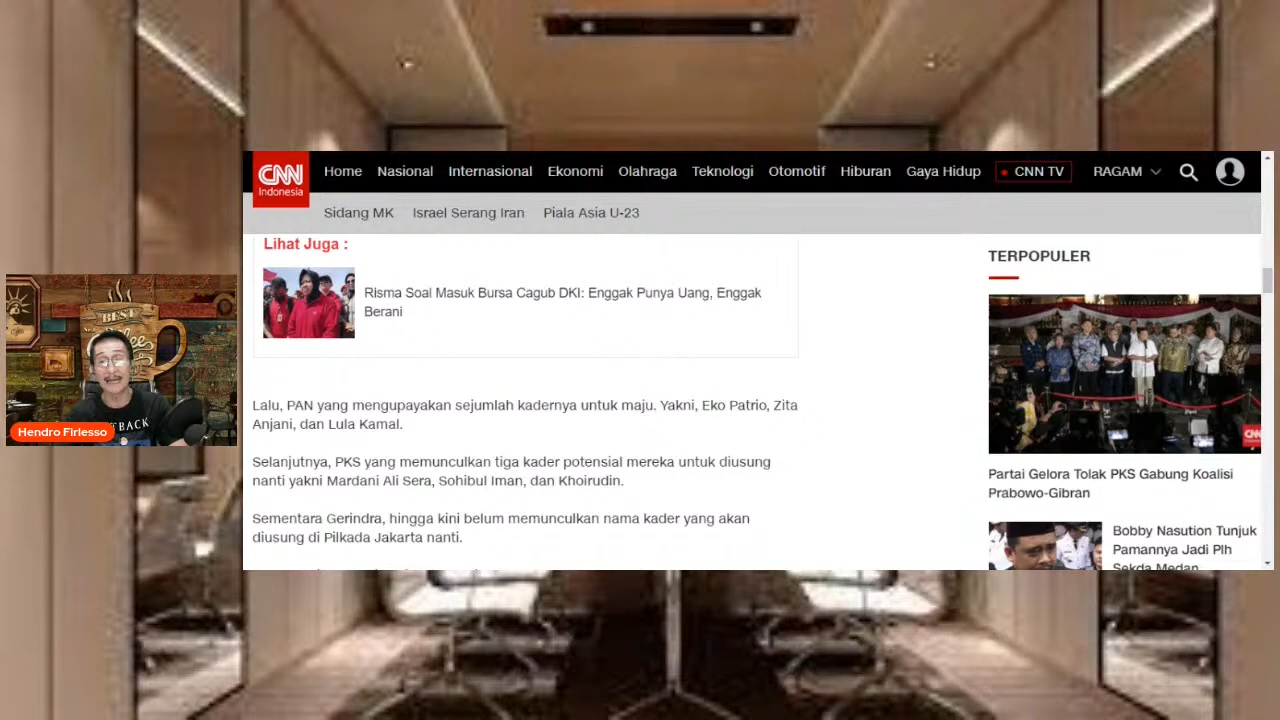 CNN
Indonesia
Home Nasional Internasional Ekonomi Olahraga Teknologi Otomotif Hiburan Gaya Hidup CNN TV RAGAM
Sidang MK Israel Serang Iran Piala Asia U-23
Lihat Juga :
Risma Soal Masuk Bursa Cagub DKI: Enggak Punya Uang, Enggak
Berani
Lalu, PAN yang mengupayakan sejumlah kadernya untuk maju. Yakni, Eko Patrio, Zita
Anjani, dan Lula Kamal.
Selanjutnya, PKS yang memunculkan tiga kader potensial mereka untuk diusung
nanti yakni Mardani Ali Sera, Sohibul Iman, dan Khoirudin.
Sementara Gerindra, hingga kini belum memunculkan nama kader yang akan
diusung di Pilkada Jakarta nanti.
TERPOPULER
Partai Gelora Tolak PKS Gabung Koalisi
Prabowo-Gibran
Bobby Nasution Tunjuk
Pamannya Jadi Plh
Sekda Medan
BEST
Hendro Firlesso